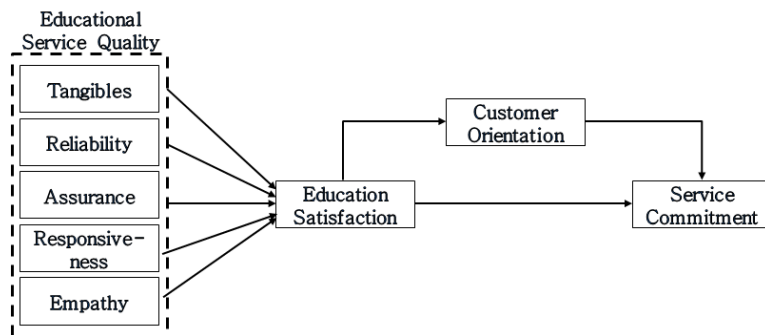 Educational
Service Quality
Tangibles
Reliability
Assurance
Responsive-
ness
Empathy
Education
Satisfaction
Customer
Orientation
Service
Commitment